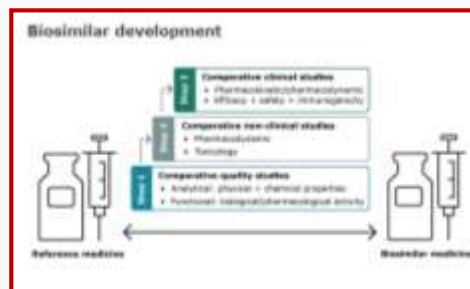 Biosimilar development
Step 3
Comparative clinical studies
• Pharmacokinetic/pharmacodynamic
• Efficacy + safety + immunogenicity
Step 2
Comparative non-clinical studies
• Pharmacodynamic
• Toxicology
Step 1
Comparative quality studies
• Analytical: physical + chemical properties
• Functional: biological/pharmacological activity
Reference medicine
Biosimilar medicine